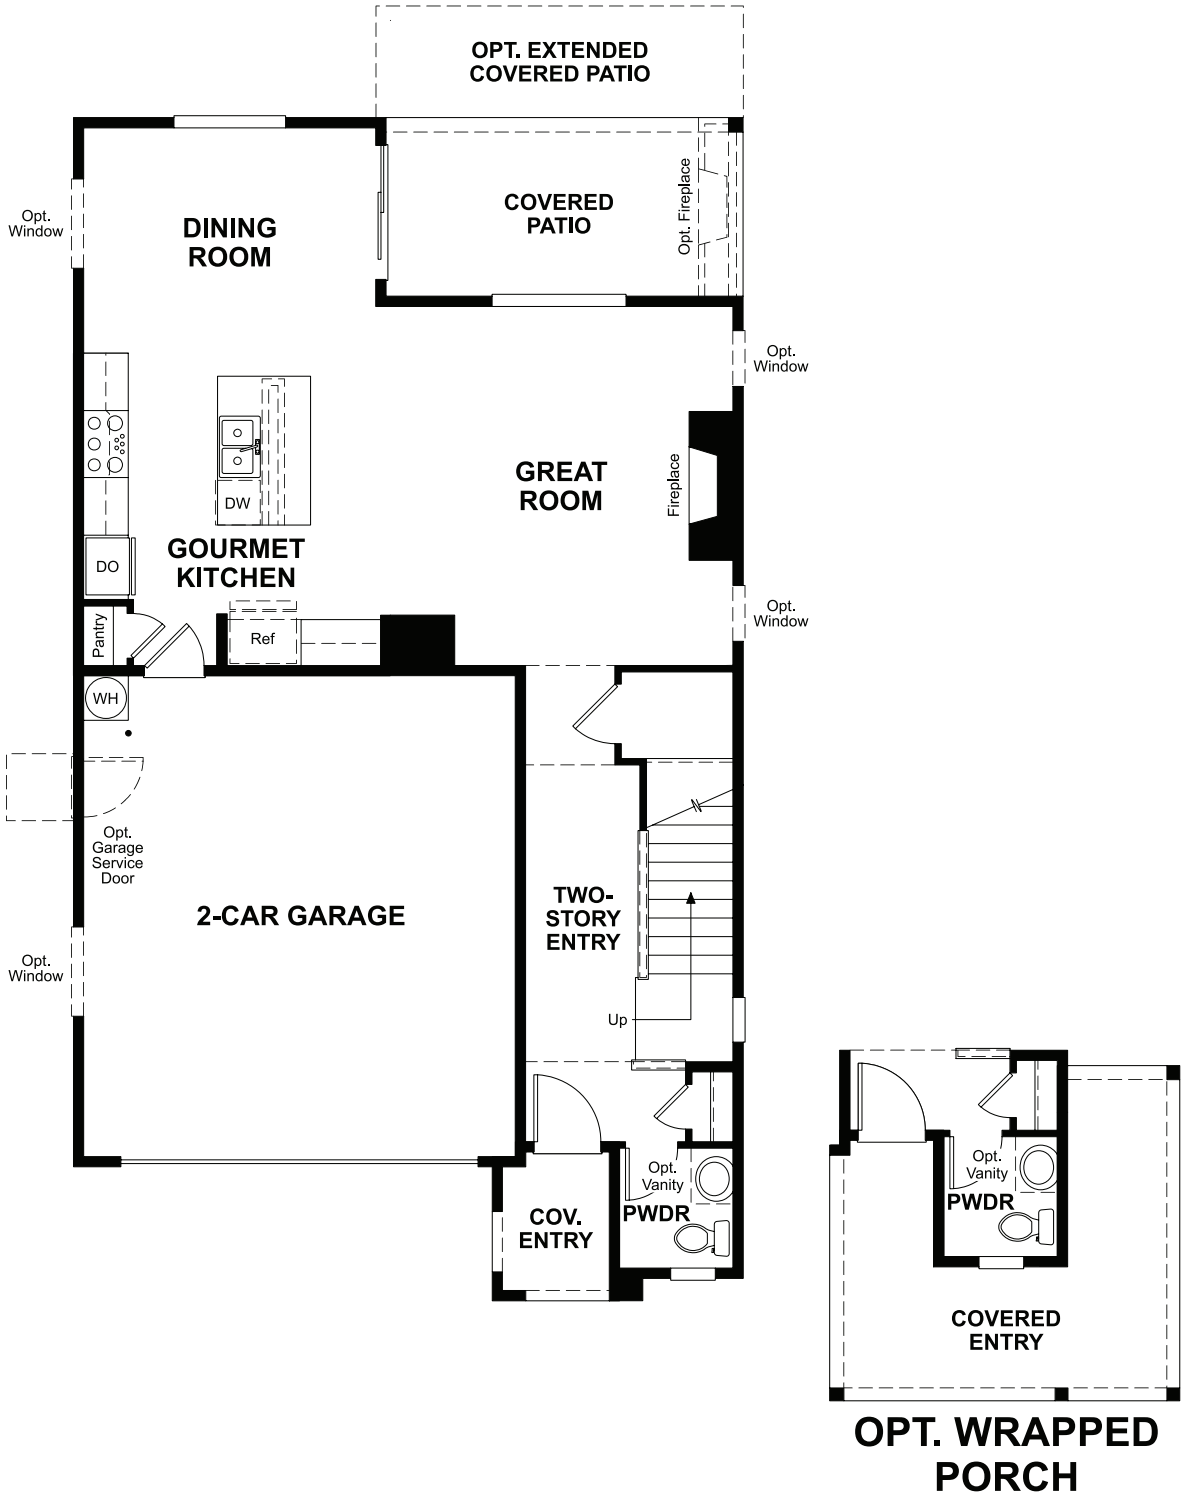 OPT. EXTENDED
COVERED PATIO
COVERED
PATIO
Opt. Fireplace
Opt.
Window
DINING
ROOM
Opt.
Window
GREAT
ROOM
Fireplace
DW
GOURMET
KITCHEN
DO
Pantry
Ref
Opt.
Window
WH
Opt.
Garage
Service
Door
2-CAR GARAGE
TWO-
STORY
ENTRY
Opt.
Window
Up
Opt.
Vanity
PWDR
COV.
ENTRY
Opt.
Vanity
PWDR
COVERED
ENTRY
OPT. WRAPPED
PORCH